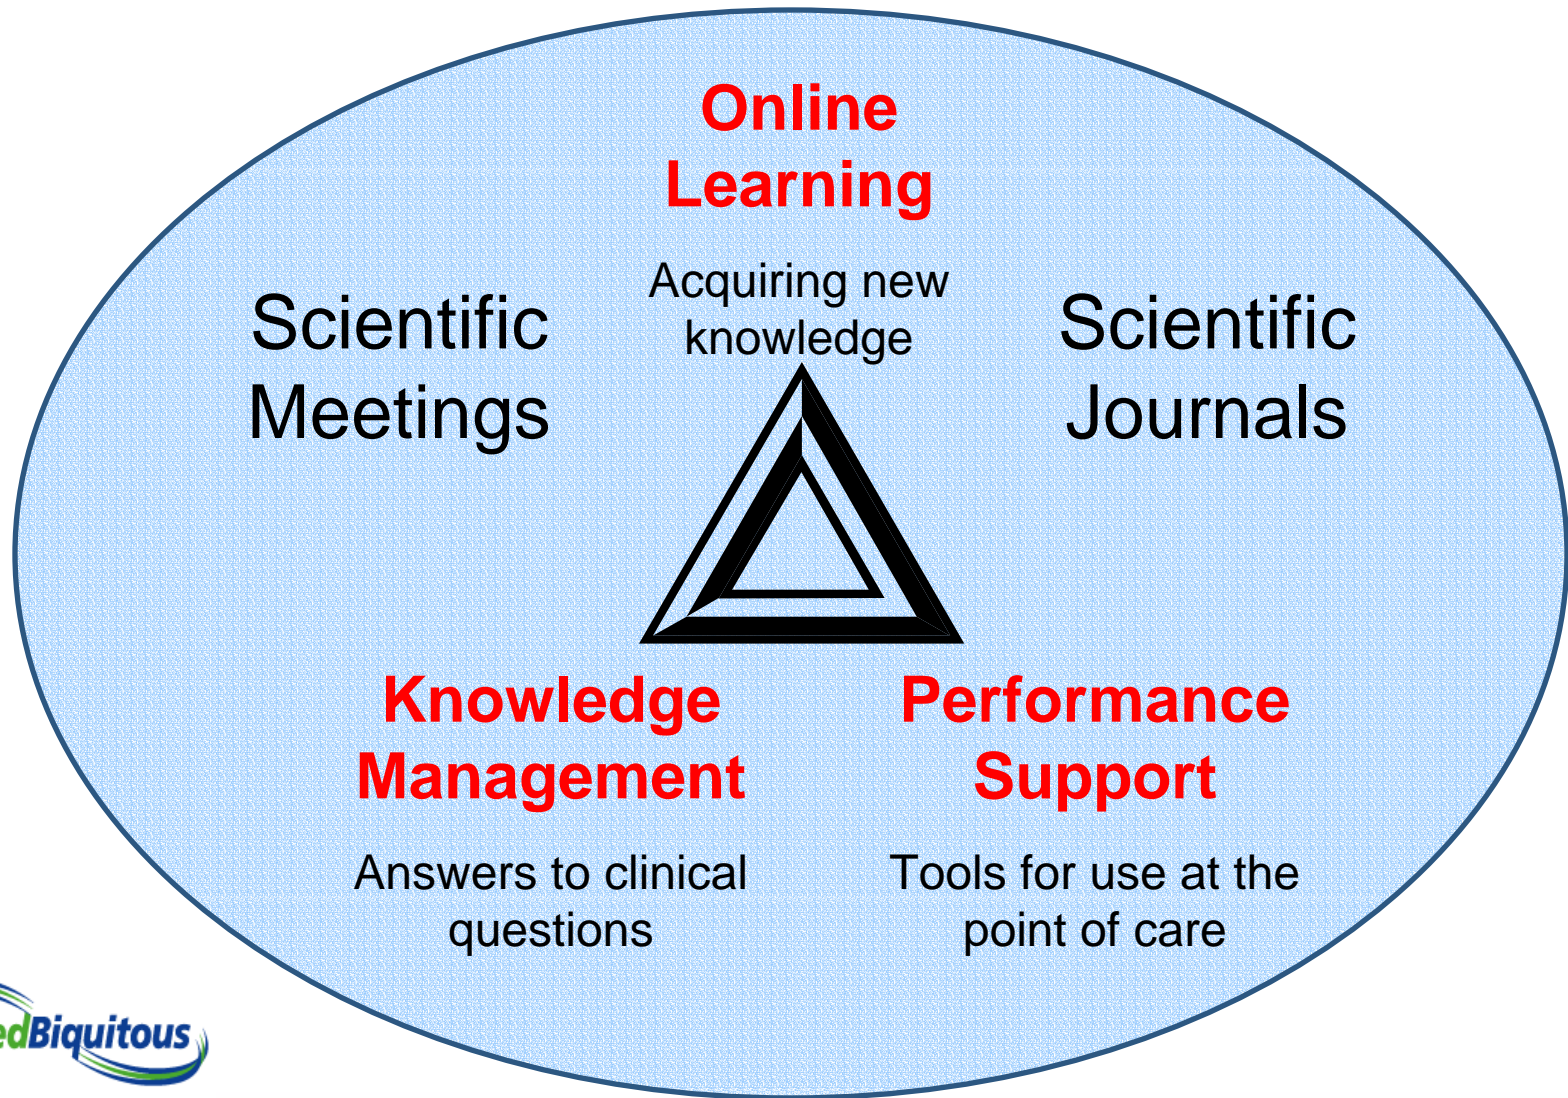 Online
Learning
Acquiring new
knowledge
Scientific
Meetings
Scientific
Journals
Knowledge
Management
Answers to clinical
questions
Performance
Support
Tools for use at the
point of care
edBiquitous